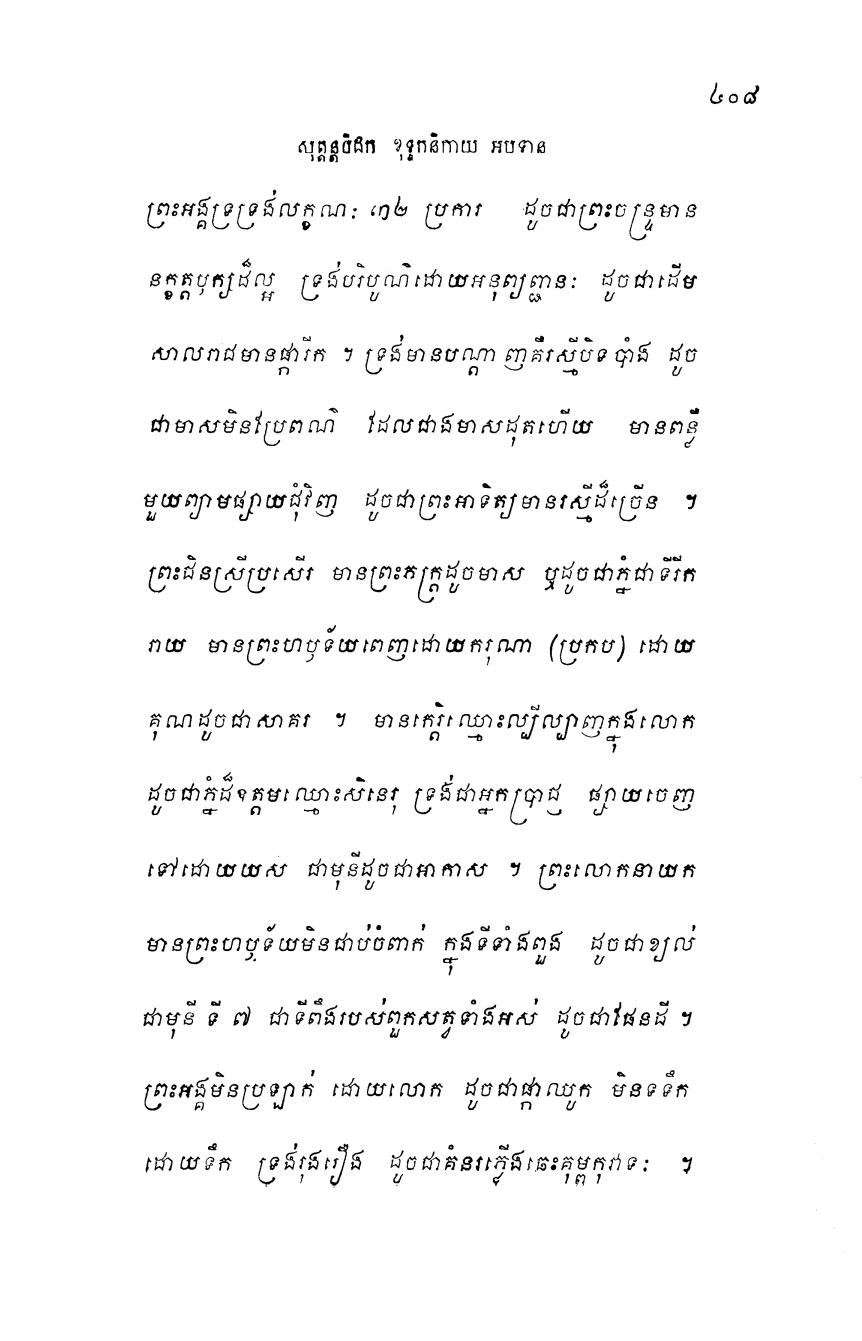 ៤០៨
សុត្តន្តបិដក ខុទ្ទកនិកាយ អបទាន
ព្រះអង្គទ្រទ្រង់លក្ខណៈ ៣២ ប្រការ ដូចជាព្រះចន្ទ្រមាន
នក្ខត្តឫក្សដ៏ល្អ ទ្រង់បរិបូណ៌ដោយអនុព្យញ្ជនៈ ដូចជាដើម
សាលរាជមានផ្ការីក ។ ទ្រង់មានបណ្តាញគឺរស្មីបិទបាំង ដូច
ជាមាសមិនប្រែពណ៌ ដែលជាងមាសដុតហើយ មានពន្លឺ
មួយព្យាមផ្សាយជុំវិញ ដូចជាព្រះអាទិត្យមានរស្មីដ៏ច្រើន ។
ព្រះជិនស្រីប្រសើរ មានព្រះភក្ត្រដូចមាស ឬដូចជាភ្នំជាទីរីក
រាយ មានព្រះហឫទ័យពេញដោយករុណា (ប្រកប) ដោយ
គុណដូចជាសាគរ ។ មានកេរ្តិ៍ឈ្មោះល្បីល្បាញក្នុងលោក
ដូចជាភ្នំដ៏ឧត្តមឈ្មោះសិនេរុ ទ្រង់ជាអ្នកប្រាជ្ញ ផ្សាយចេញ
ទៅដោយយស ជាមុនីដូចជាអាកាស ។ ព្រះលោកនាយក
មានព្រះហឫទ័យមិនជាប់ចំពាក់ ក្នុងទីទាំងពួង ដូចជាខ្យល់
ជាមុនី ទី ៧ ជាទីពឹងរបស់ពួកសត្វទាំងអស់ ដូចជាផែនដី ។
ព្រះអង្គមិនប្រឡាក់ ដោយលោក ដូចជាផ្កាឈូក មិនទទឹក
ដោយទឹក ទ្រង់រុងរឿង ដូចជាគំនរភ្លើងឆេះគុម្ពកុវាទៈ ។